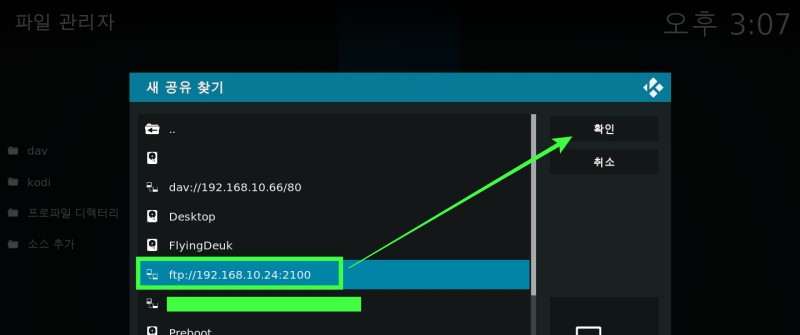 파일 관리자
오후 3:07
새 공유 찾기
..
확인
취소
dav
dav://192.168.10.66/80
kodi
Desktop
프로파일 디렉터리
FlyingDeuk
소스 추가
ftp://192.168.10.24:2100
Preboot